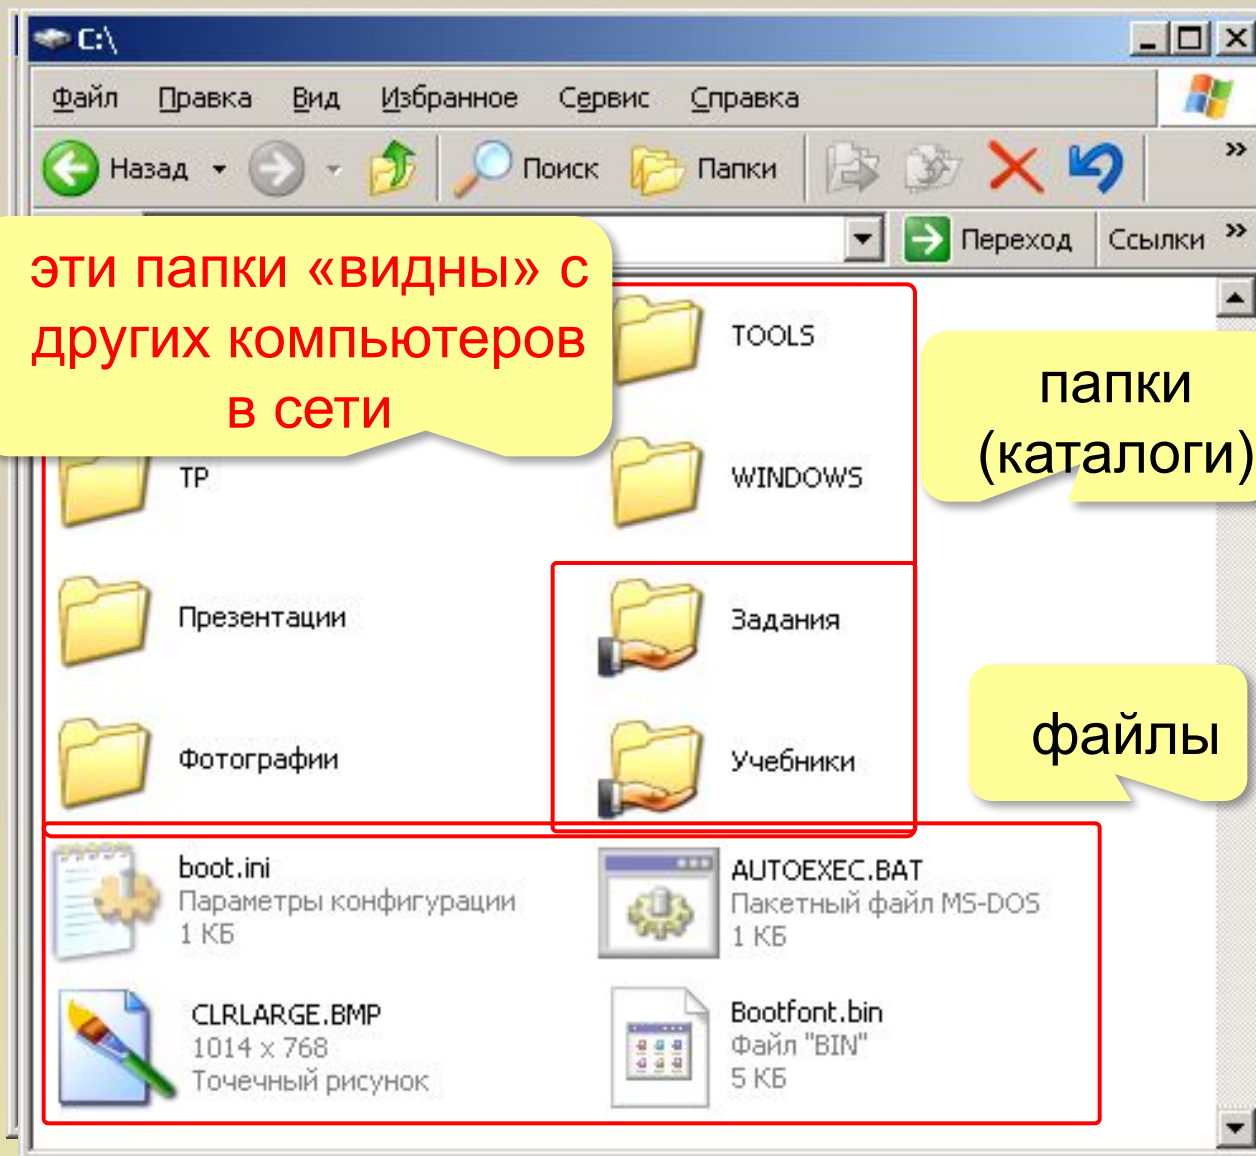 C:\
Файл Правка Вид Избранное Сервис Справка
Назад Поиск Папки »
Переход Ссылки »
эти папки «видны» с
других компьютеров
в сети
TOOLS
папки
(каталоги)
TP WINDOWS
Презентации Задания
Фотографии Учебники
файлы
boot.ini
Параметры конфигурации
1 КБ
AUTOEXEC.BAT
Пакетный файл MS-DOS
1 КБ
CLRLARGE.BMP
1014 x 768
Точечный рисунок
Bootfont.bin
Файл "BIN"
5 КБ